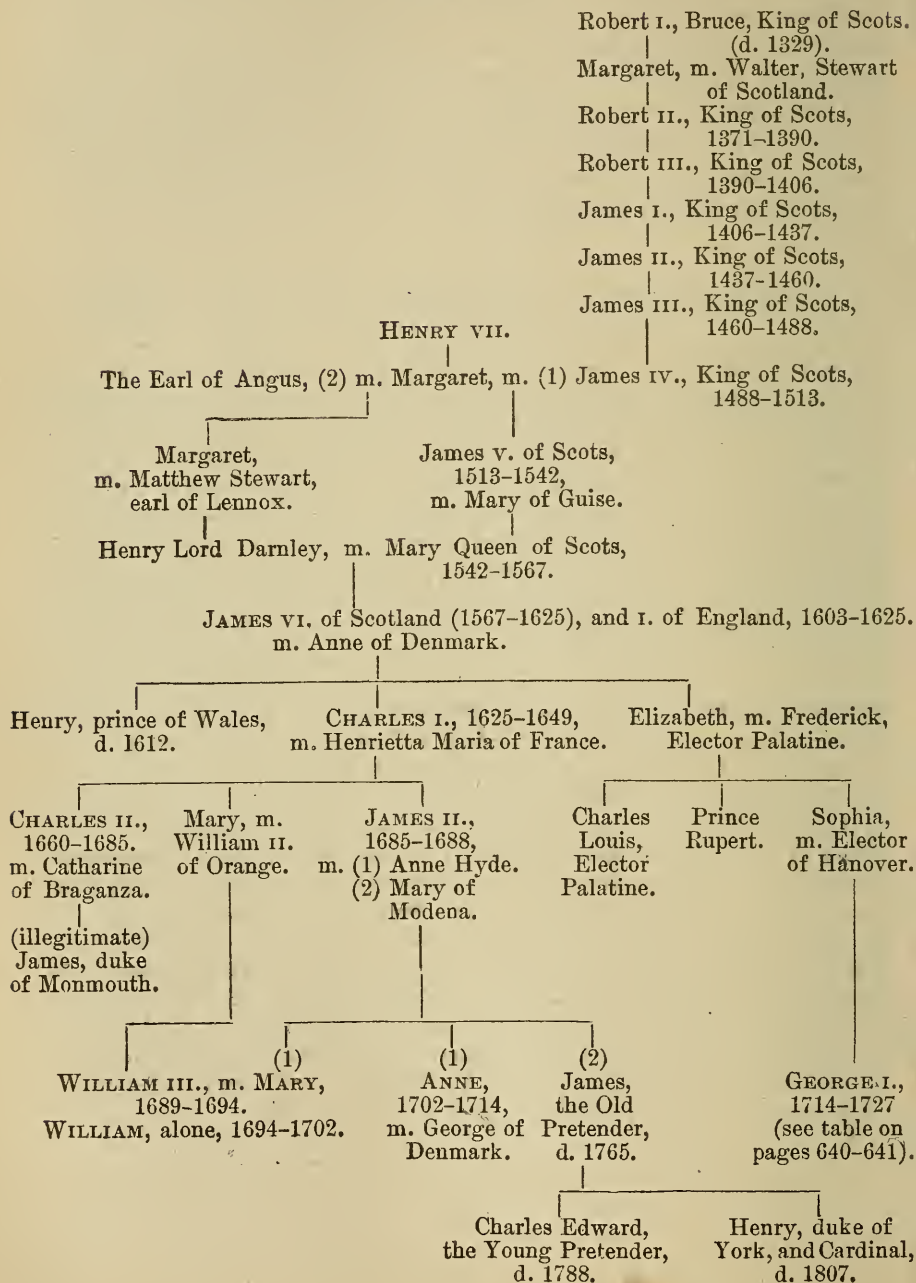 Robert I., Bruce, King of Scots.
(d. 1329).
Margaret, m. Walter, Stewart
of Scotland.
Robert II., King of Scots,
1371–1390.
Robert III., King of Scots,
1390–1406.
James I., King of Scots,
1406–1437.
James II., King of Scots,
1437–1460.
James III., King of Scots,
1460–1488.
HENRY VII.
The Earl of Angus, (2) m. Margaret, m. (1) James IV., King of Scots,
1488–1513.
Margaret,
m. Matthew Stewart,
earl of Lennox.
James V. of Scots,
1513–1542,
m. Mary of Guise.
Henry Lord Darnley, m. Mary Queen of Scots,
1542–1567.
JAMES VI. of Scotland (1567–1625), and I. of England, 1603–1625.
m. Anne of Denmark.
Henry, prince of Wales,
d. 1612.
CHARLES I., 1625–1649,
m. Henrietta Maria of France.
Elizabeth, m. Frederick,
Elector Palatine.
CHARLES II.,
1660–1685.
m. Catharine
of Braganza.
(illegitimate)
James, duke
of Monmouth.
Mary, m.
William II.
of Orange.
JAMES II.,
1685–1688,
m. (1) Anne Hyde.
(2) Mary of
Modena.
Charles
Louis,
Elector
Palatine.
Prince
Rupert.
Sophia,
m. Elector
of Hanover.
(1)
WILLIAM III., m. MARY,
1689–1694.
WILLIAM, alone, 1694–1702.
(1)
ANNE,
1702–1714,
m. George of
Denmark.
(2)
James,
the Old
Pretender,
d. 1765.
GEORGE I.,
1714–1727
(see table on
pages 640–641).
Charles Edward,
the Young Pretender,
d. 1788.
Henry, duke of
York, and Cardinal,
d. 1807.